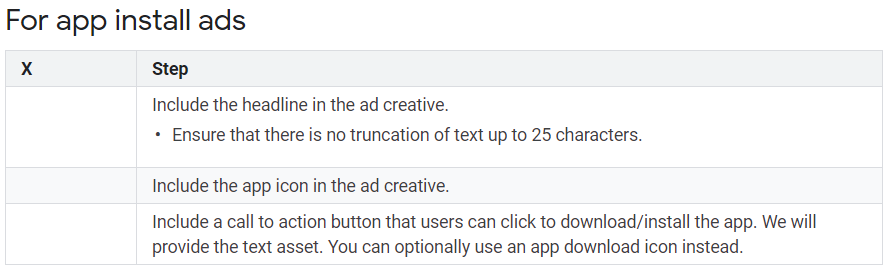 For app install ads
X Step
Include the headline in the ad creative.
• Ensure that there is no truncation of text up to 25 characters.
Include the app icon in the ad creative.
Include a call to action button that users can click to download/install the app. We will
provide the text asset. You can optionally use an app download icon instead.